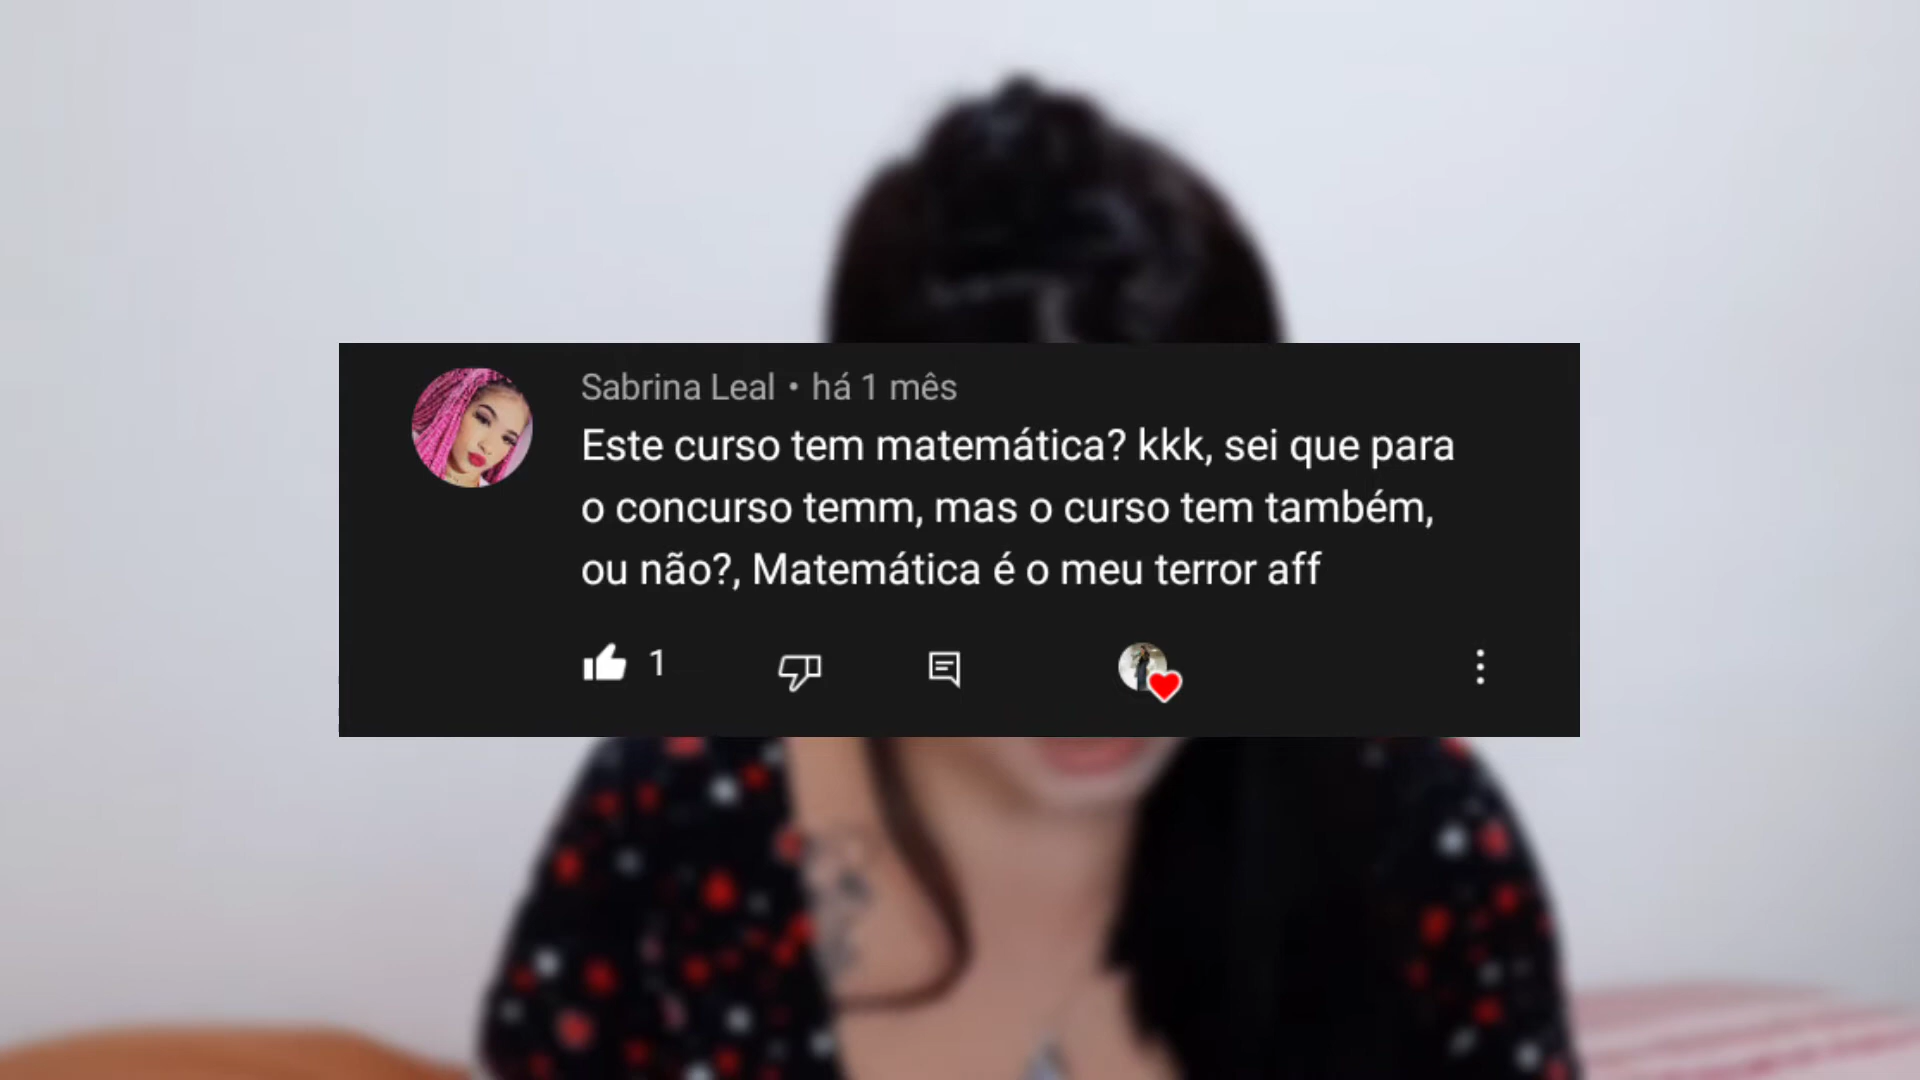 Sabrina Leal • há 1 mês
Este curso tem matemática? kkk, sei que para
o concurso temm, mas o curso tem também,
ou não?, Matemática é o meu terror aff
1